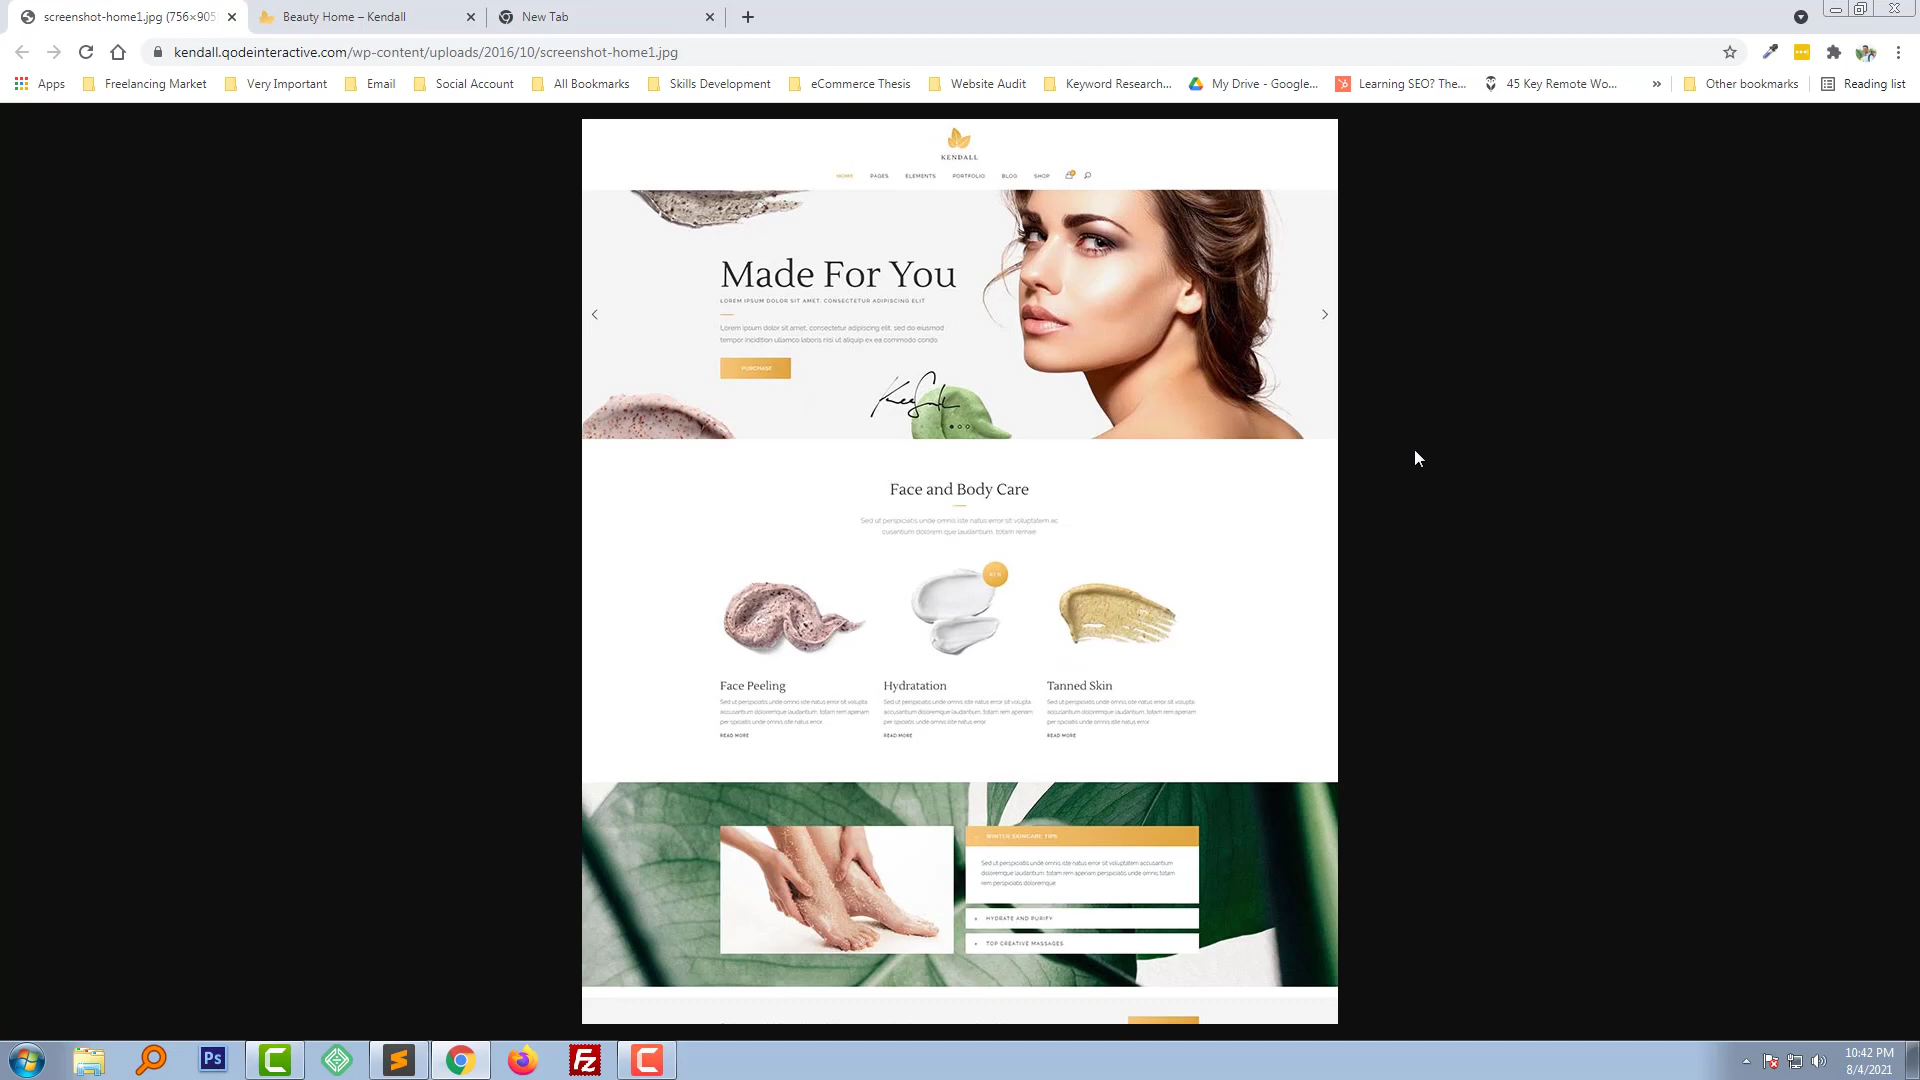 screenshot-home1.jpg (756×905
Beauty Home – Kendall
New Tab
kendall.qodeinteractive.com/wp-content/uploads/2016/10/screenshot-home1.jpg
Apps
Freelancing Market
Very Important
Email
Social Account
All Bookmarks
Skills Development
eCommerce Thesis
Website Audit
Keyword Research...
My Drive - Google...
Learning SEO? The...
45 Key Remote Wo...
»
Other bookmarks
Reading list
KENDALL
HOME PAGES ELEMENTS PORTFOLIO BLOG SHOP
Made For You
LOREM IPSUM DOLOR SIT AMET, CONSECTETUR ADIPISCING ELIT
Lorem ipsum dolor sit amet, consectetur adipiscing elit, sed do eiusmod
tempor incidition ullamco laboris nisi ut aliquip ex ea commodo condo.
PURCHASE
Face and Body Care
Sed ut perspiciatis unde omnis iste natus error sit voluptatem ac
cusantium dolorem que laudantium, totam remae
NEW
Face Peeling
Sed ut perspiciatis unde omnis iste natus error sit volupta
accusantium doloremque laudantium, totam rem aperiam
per spiciatis unde omnis iste natus error.
READ MORE
Hydratation
Sed ut perspiciatis unde omnis iste natus error sit volupta
accusantium doloremque laudantium, totam rem aperiam
per spiciatis unde omnis iste natus error.
READ MORE
Tanned Skin
Sed ut perspiciatis unde omnis iste natus error sit volupta
accusantium doloremque laudantium, totam rem aperiam
per spiciatis unde omnis iste natus error.
READ MORE
WINTER SKINCARE TIPS
Sed ut perspiciatis unde omnis iste natus error sit voluptatem accusantium
doloremque laudantium, totam rem aperiam perspiciatis unde omnis totam
rem perspiciatis doloremque
HYDRATE AND PURIFY
TOP CREATIVE MASSAGES
Ps
Fz
10:42 PM
8/4/2021